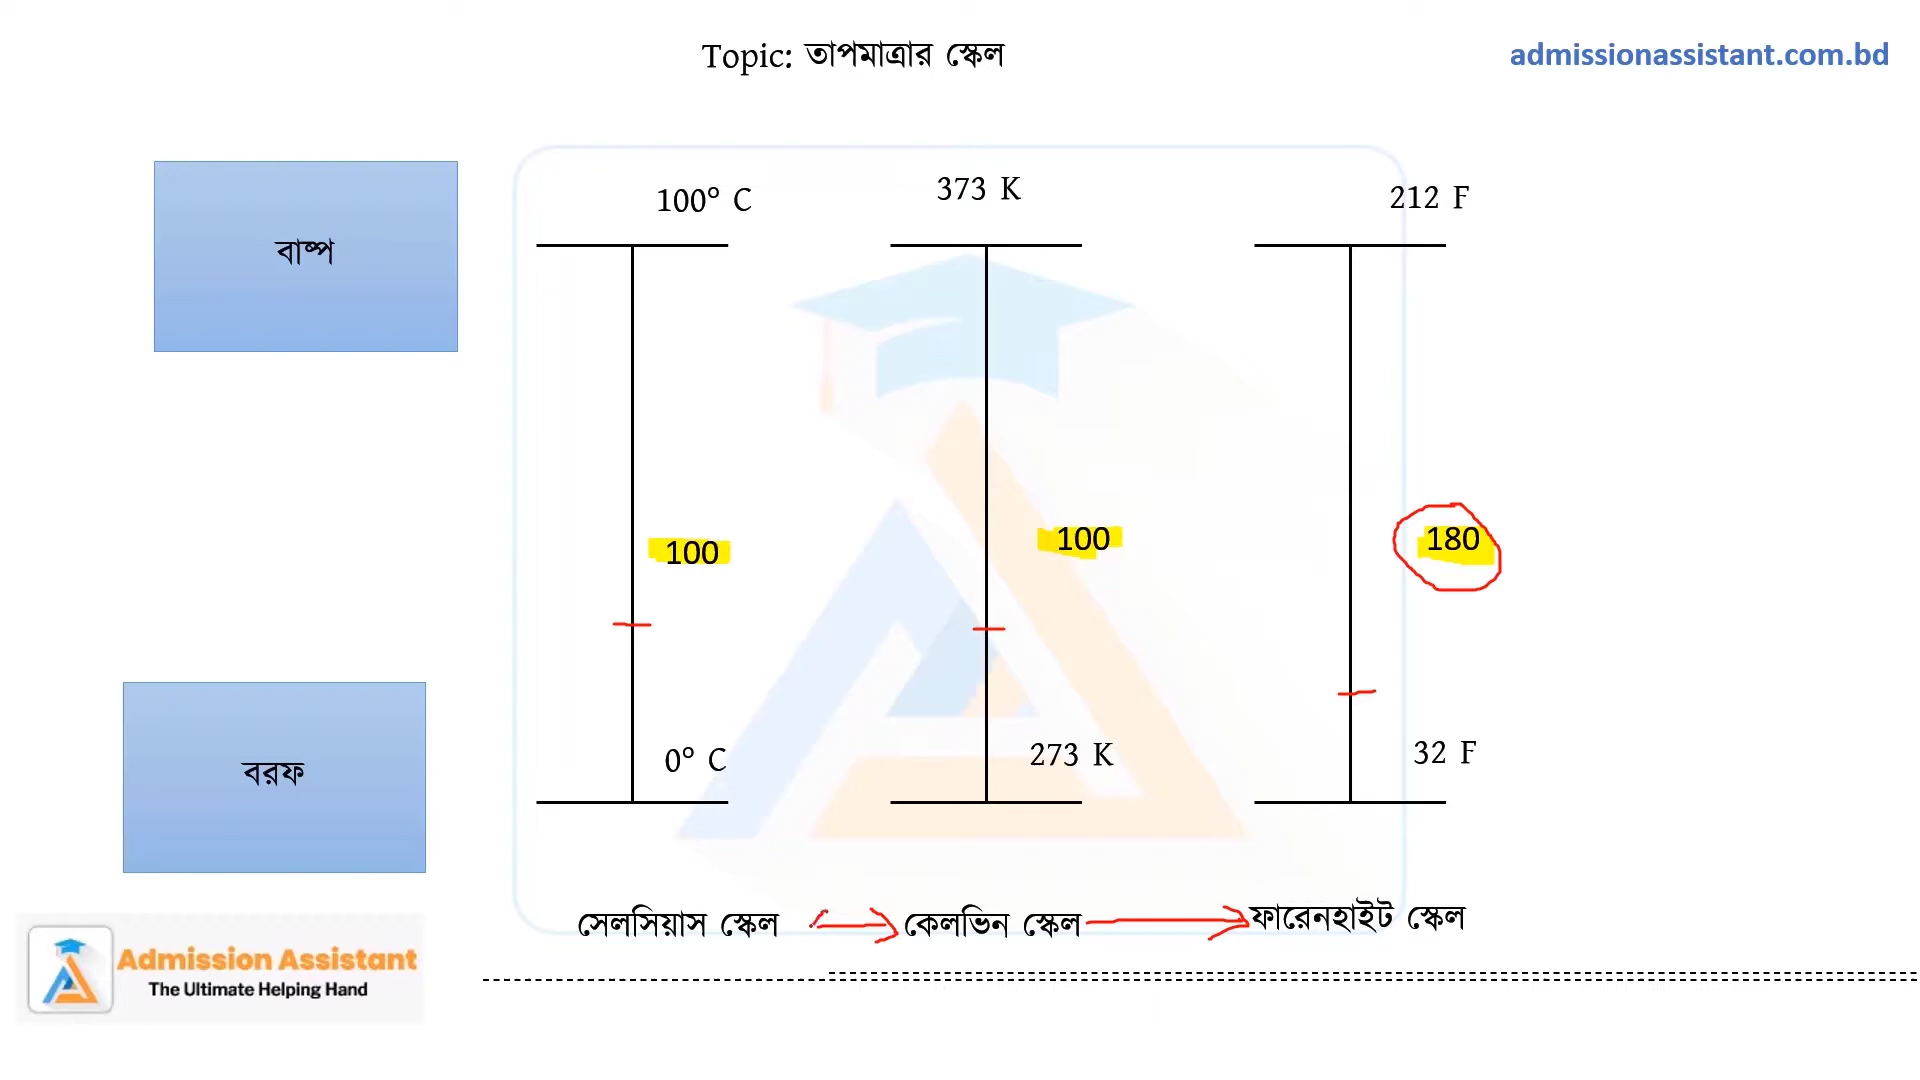 Topic: তাপমাত্রার স্কেল
admissionassistant.com.bd
বাষ্প
100° C
373 K
212 F
100
100
180
বরফ
0° C
273 K
32 F
সেলসিয়াস স্কেল
কেলভিন স্কেল
ফারেনহাইট স্কেল
Admission Assistant
The Ultimate Helping Hand